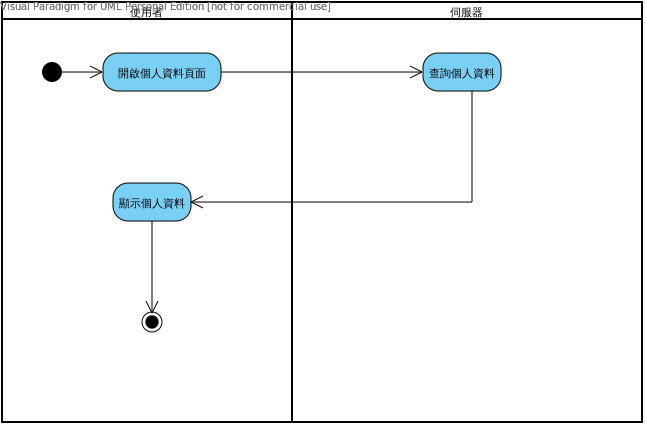 Visual Paradigm for UML Personal Edition [not for commercial use]
使用者
伺服器
開啟個人資料頁面
查詢個人資料
顯示個人資料